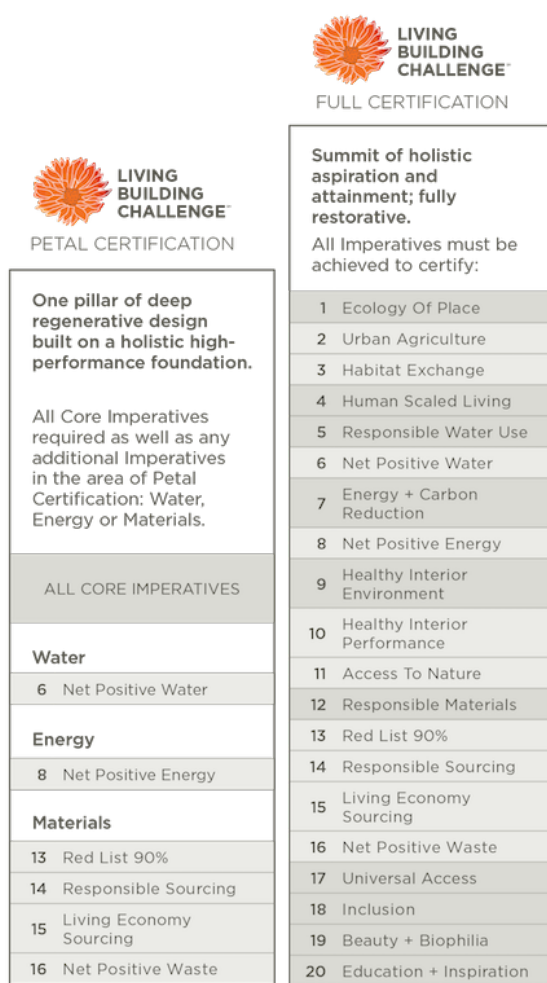 LIVING
BUILDING
CHALLENGE™
PETAL CERTIFICATION
One pillar of deep
regenerative design
built on a holistic high-
performance foundation.
All Core Imperatives
required as well as any
additional Imperatives
in the area of Petal
Certification: Water,
Energy or Materials.
ALL CORE IMPERATIVES
Water
6 Net Positive Water
Energy
8 Net Positive Energy
Materials
13 Red List 90%
14 Responsible Sourcing
15 Living Economy
Sourcing
16 Net Positive Waste
LIVING
BUILDING
CHALLENGE™
FULL CERTIFICATION
Summit of holistic
aspiration and
attainment; fully
restorative.
All Imperatives must be
achieved to certify:
1 Ecology Of Place
2 Urban Agriculture
3 Habitat Exchange
4 Human Scaled Living
5 Responsible Water Use
6 Net Positive Water
7 Energy + Carbon
Reduction
8 Net Positive Energy
9 Healthy Interior
Environment
10 Healthy Interior
Performance
11 Access To Nature
12 Responsible Materials
13 Red List 90%
14 Responsible Sourcing
15 Living Economy
Sourcing
16 Net Positive Waste
17 Universal Access
18 Inclusion
19 Beauty + Biophilia
20 Education + Inspiration